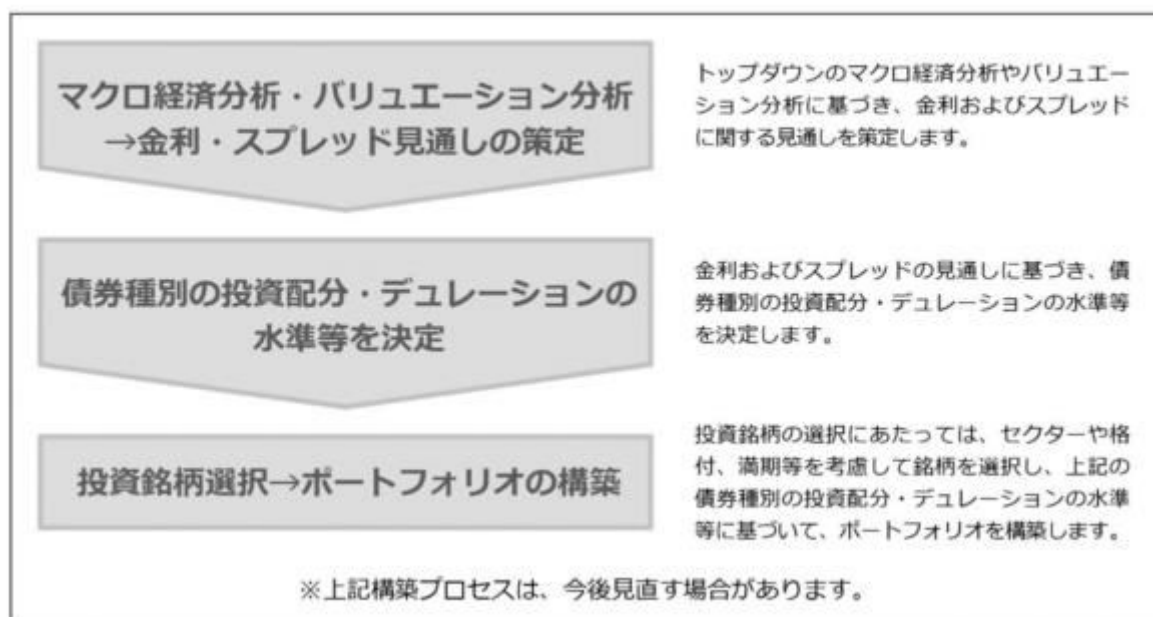 マクロ経済分析・バリュエーション分析
→金利・スプレッド見通しの策定
トップダウンのマクロ経済分析やバリュエー
ション分析に基づき、金利およびスプレッド
に関する見通しを策定します。
債券種別の投資配分・デュレーションの
水準等を決定
金利およびスプレッドの見通しに基づき、債
券種別の投資配分・デュレーションの水準等
を決定します。
投資銘柄選択→ポートフォリオの構築
投資銘柄の選択にあたっては、セクターや格
付、満期等を考慮して銘柄を選択し、上記の
債券種別の投資配分・デュレーションの水準
等に基づいて、ポートフォリオを構築します。
※上記構築プロセスは、今後見直す場合があります。